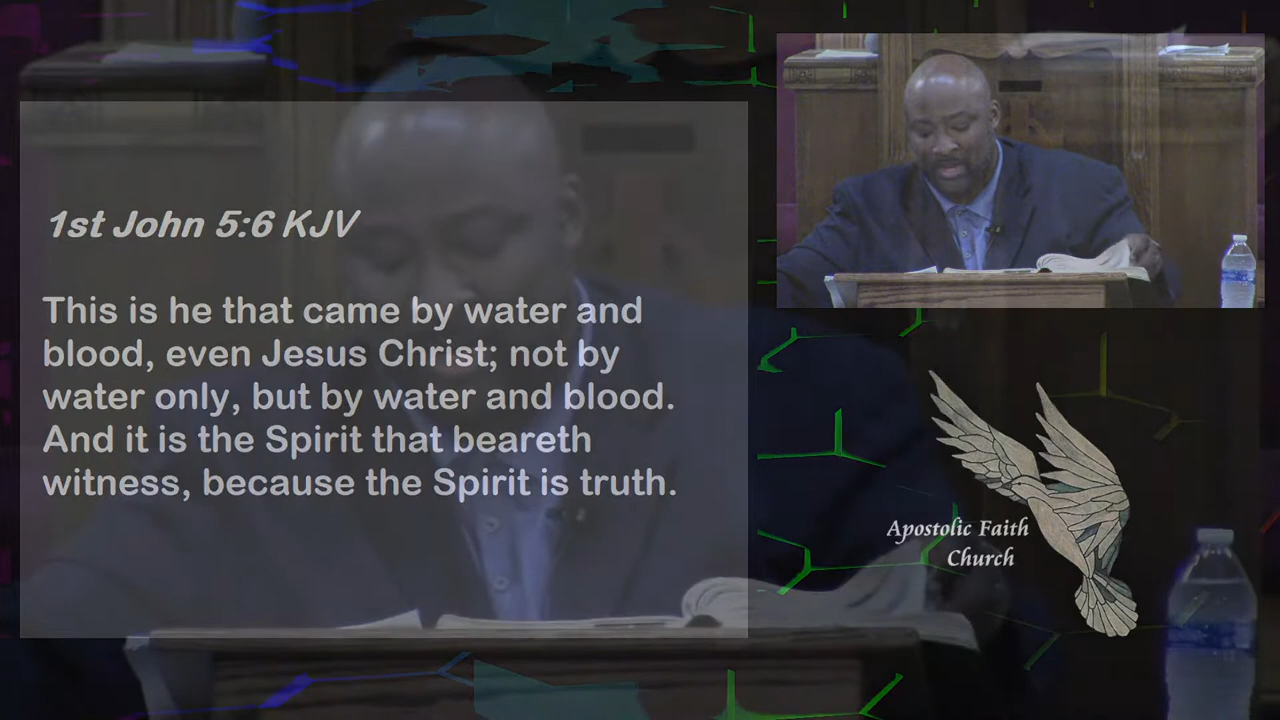 1st John 5:6 KJV
This is he that came by water and
blood, even Jesus Christ; not by
water only, but by water and blood.
And it is the Spirit that beareth
witness, because the Spirit is truth.
Apostolic Faith
Church